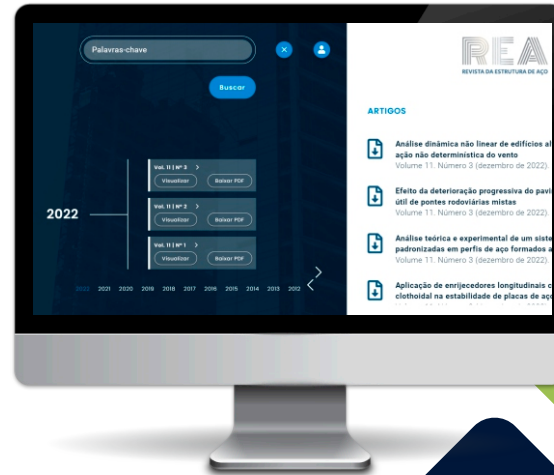 Palavras-chave
Buscar
2022
Vol. 11 | Nº 3
Visualizar
Baixar PDF
Vol. 11 | Nº 2
Visualizar
Baixar PDF
Vol. 11 | Nº 1
Visualizar
Baixar PDF
2022 2021 2020 2019 2018 2017 2016 2015 2014 2013 2012
REA
REVISTA DA ESTRUTURA DE AÇO
ARTIGOS
Análise dinâmica não linear de edifícios al
ação não determinística do vento
Volume 11. Número 3 (dezembro de 2022).
Efeito da deterioração progressiva do pavi
útil de pontes rodoviárias mistas
Volume 11. Número 3 (dezembro de 2022).
Análise teórica e experimental de um siste
padronizadas em perfis de aço formados a
Volume 11. Número 3 (dezembro de 2022).
Aplicação de enrijecedores longitudinais c
clothoidal na estabilidade de placas de aço